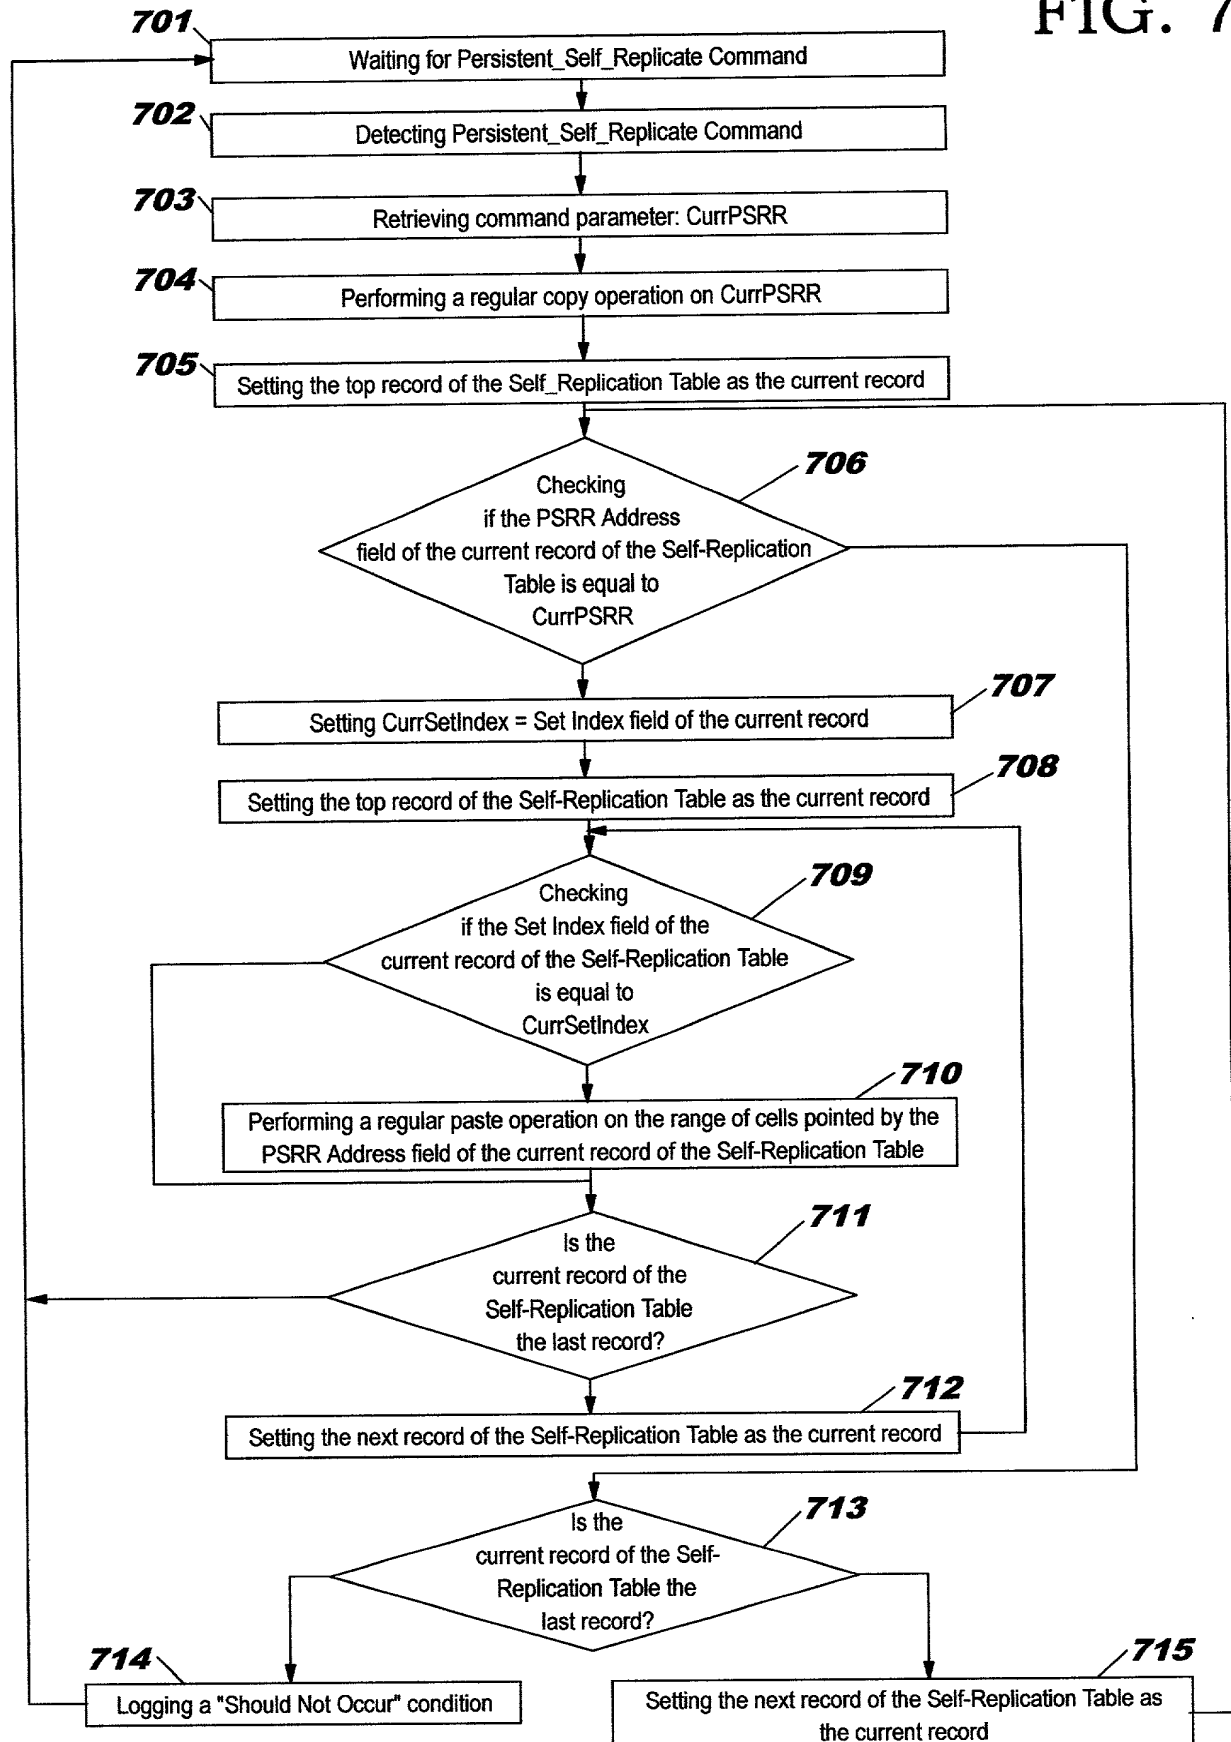 FIG. 7
701
Waiting for Persistent_Self_Replicate Command
702
Detecting Persistent_Self_Replicate Command
703
Retrieving command parameter: CurrPSRR
704
Performing a regular copy operation on CurrPSRR
705
Setting the top record of the Self_Replication Table as the current record
706
Checking
if the PSRR Address
field of the current record of the Self-Replication
Table is equal to
CurrPSRR
707
Setting CurrSetIndex = Set Index field of the current record
708
Setting the top record of the Self-Replication Table as the current record
709
Checking
if the Set Index field of the
current record of the Self-Replication Table
is equal to
CurrSetIndex
710
Performing a regular paste operation on the range of cells pointed by the
PSRR Address field of the current record of the Self-Replication Table
711
Is the
current record of the
Self-Replication Table
the last record?
712
Setting the next record of the Self-Replication Table as the current record
713
Is the
current record of the Self-
Replication Table the
last record?
714
Logging a "Should Not Occur" condition
715
Setting the next record of the Self-Replication Table as
the current record